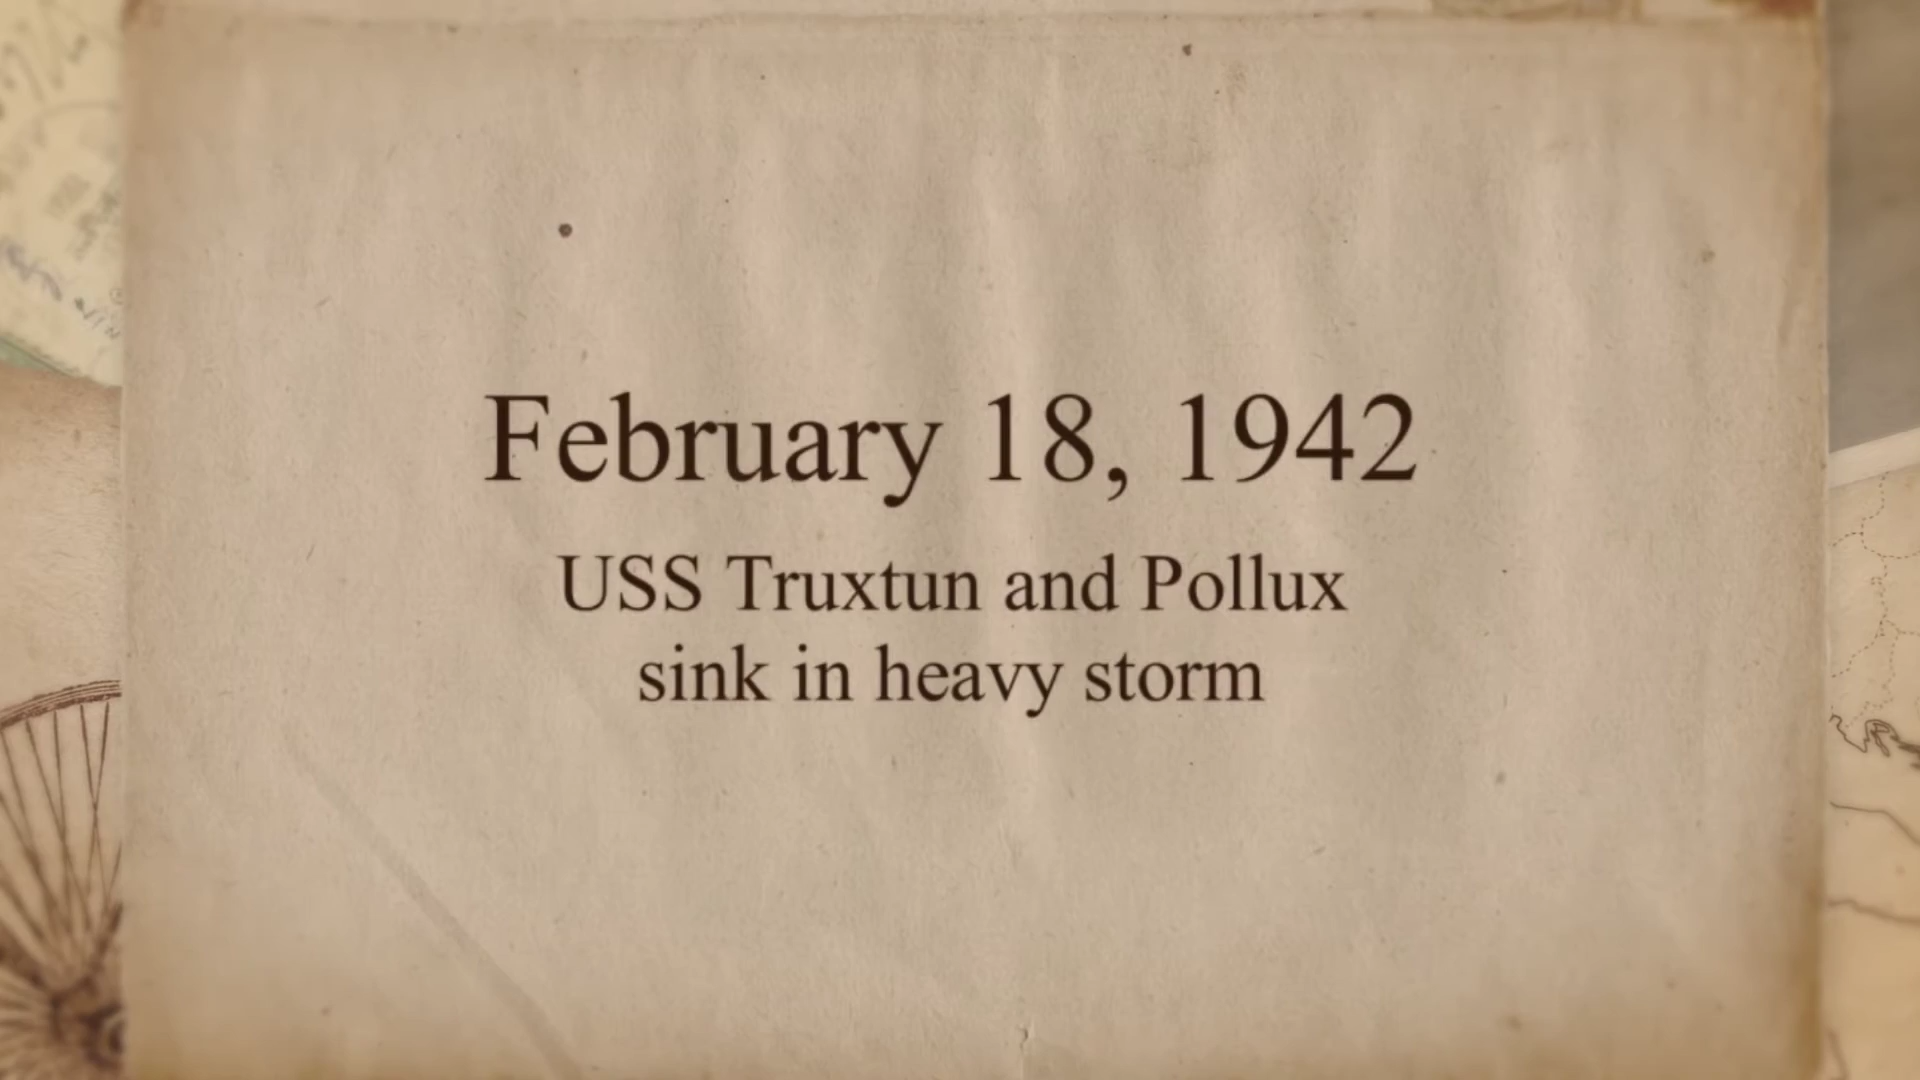 February 18, 1942
USS Truxtun and Pollux
sink in heavy storm